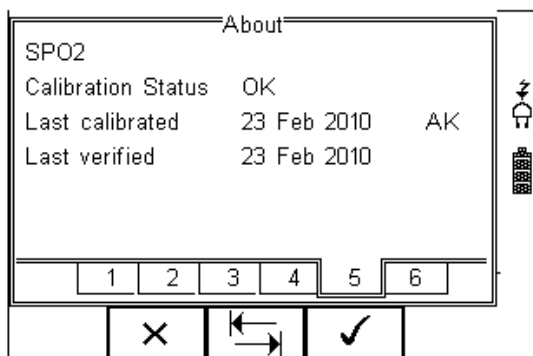 About
SPO2
Calibration Status OK
Last calibrated 23 Feb 2010 AK
Last verified 23 Feb 2010
1 2 3 4 5 6